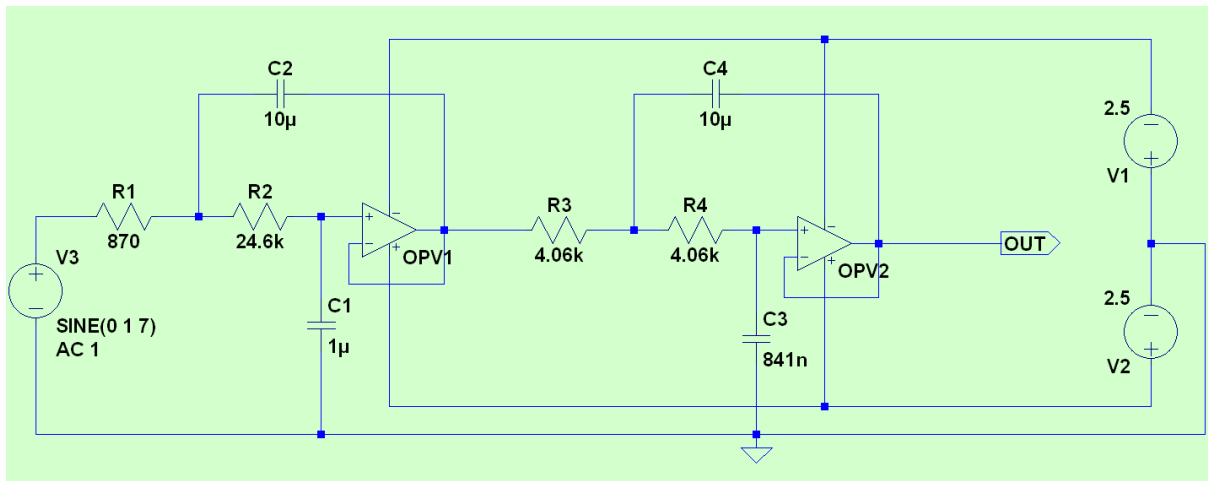 C2
10µ
C4
10µ
2.5
V1
R1
870
R2
24.6k
OPV1
R3
4.06k
R4
4.06k
OPV2
OUT
V3
SINE(0 1 7)
AC 1
C1
1µ
C3
841n
2.5
V2